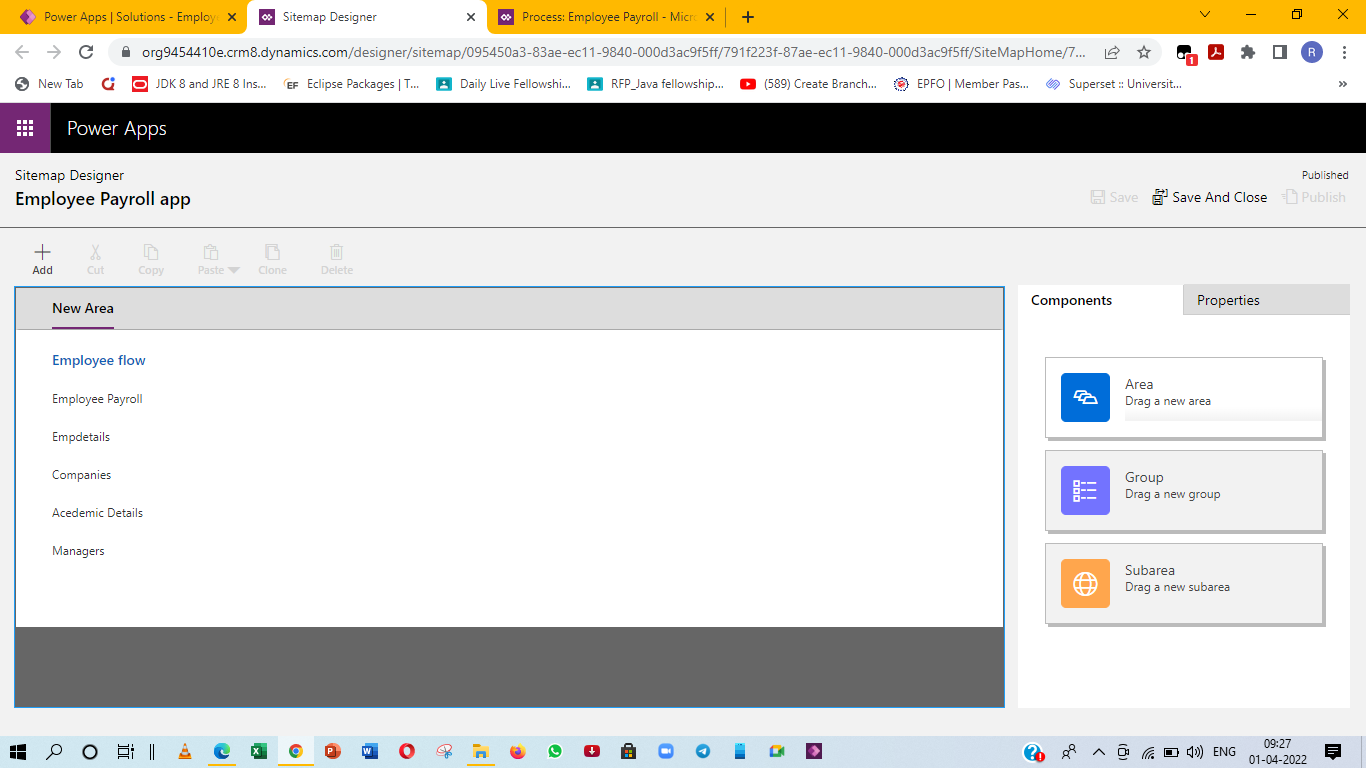 Power Apps | Solutions - Employe
Sitemap Designer
Process: Employee Payroll - Micro
org9454410e.crm8.dynamics.com/designer/sitemap/095450a3-83ae-ec11-9840-000d3ac9f5ff/791f223f-87ae-ec11-9840-000d3ac9f5ff/SiteMapHome/7...
1
R
New Tab
JDK 8 and JRE 8 Ins...
EF Eclipse Packages | T...
Daily Live Fellowshi...
RFP_Java fellowship...
(589) Create Branch...
EPFO | Member Pas...
Superset :: Universit...
»
Power Apps
Sitemap Designer
Published
Employee Payroll app
Save
Save And Close
Publish
Add
Cut
Copy
Paste
Clone
Delete
New Area
Employee flow
Employee Payroll
Empdetails
Companies
Acedemic Details
Managers
Components
Properties
Area
Drag a new area
Group
Drag a new group
Subarea
Drag a new subarea
ENG
09:27
01-04-2022